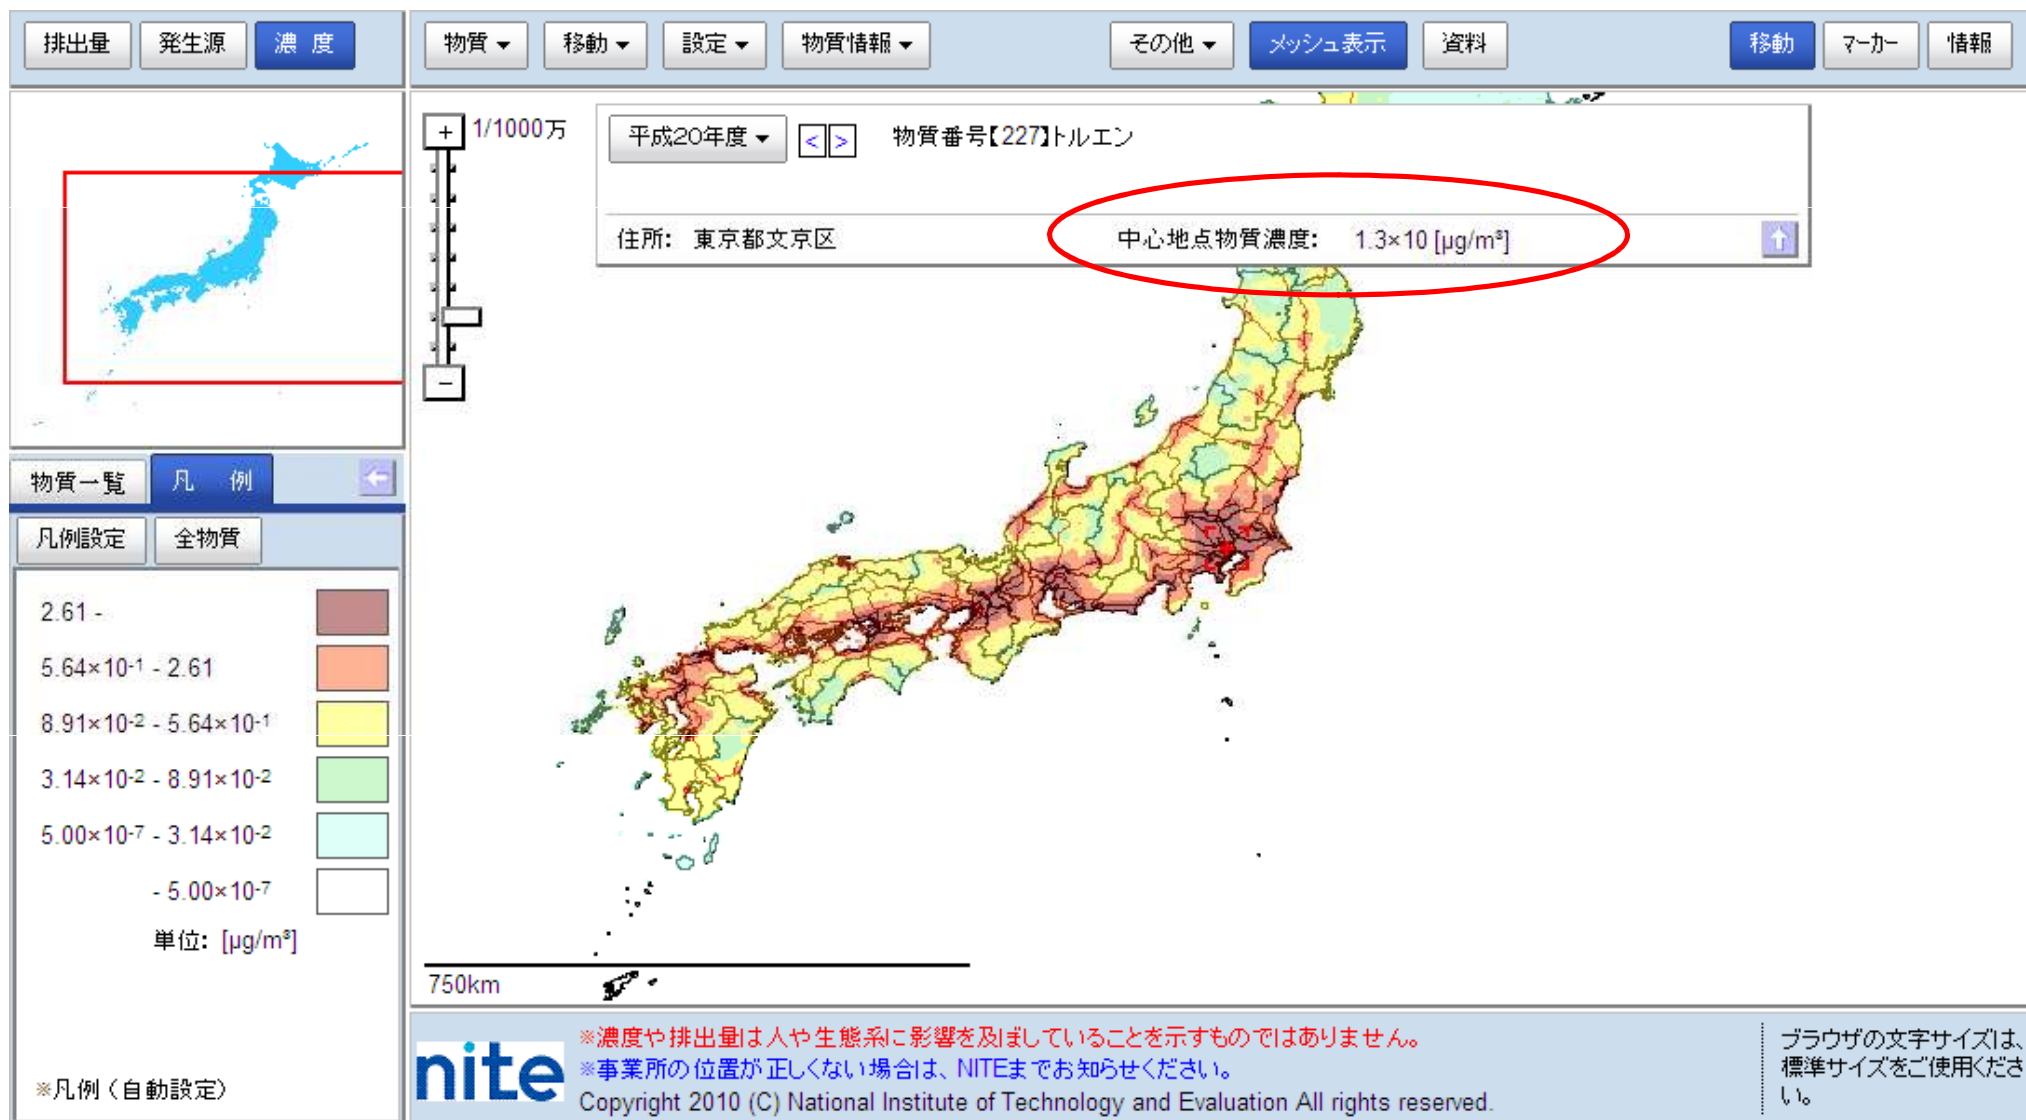 排出量 発生源 濃 度 物質 移動 設定 物質情報 その他 メッシュ表示 資料 移動 マーカー 情報
1/1000万
平成20年度 < > 物質番号【227】トルエン
住所: 東京都文京区 中心地点物質濃度: 1.3×10 [μg/m³]
物質一覧 凡 例
凡例設定 全物質
2.61 -
5.64×10⁻¹ - 2.61
8.91×10⁻² - 5.64×10⁻¹
3.14×10⁻² - 8.91×10⁻²
5.00×10⁻⁷ - 3.14×10⁻²
- 5.00×10⁻⁷
単位: [μg/m³]
※凡例（自動設定）
750km
nite
※濃度や排出量は人や生態系に影響を及ぼしていることを示すものではありません。
※事業所の位置が正しくない場合は、NITEまでお知らせください。
Copyright 2010 (C) National Institute of Technology and Evaluation All rights reserved.
ブラウザの文字サイズは、
標準サイズをご使用くださ
い。